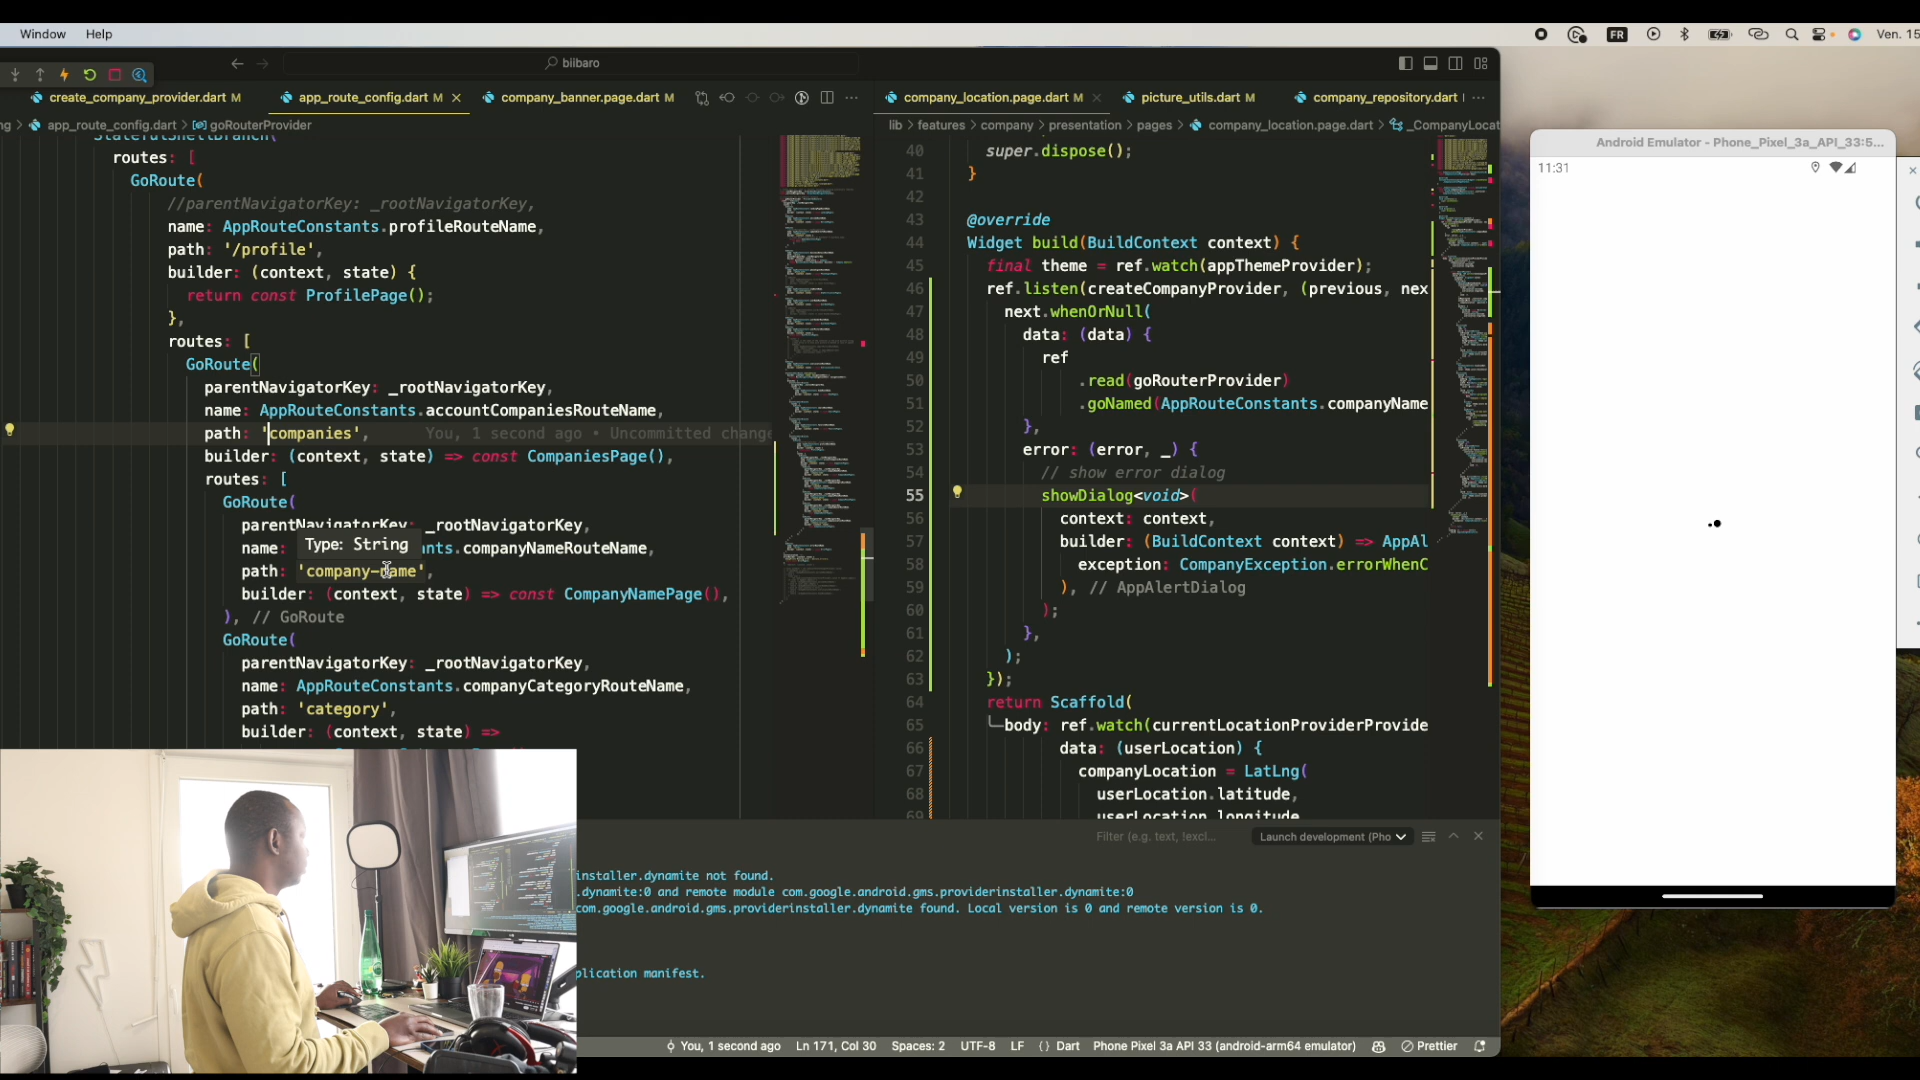 Window Help
FR
Ven. 15
biibaro
create_company_provider.dart M
app_route_config.dart M
company_banner.page.dart M
company_location.page.dart M
picture_utils.dart M
company_repository.dart
ng > app_route_config.dart > goRouterProvider
StatefulShellBranch(
routes: [
GoRoute(
//parentNavigatorKey: _rootNavigatorKey,
name: AppRouteConstants.profileRouteName,
path: '/profile',
builder: (context, state) {
return const ProfilePage();
},
routes: [
GoRoute(
parentNavigatorKey: _rootNavigatorKey,
name: AppRouteConstants.accountCompaniesRouteName,
path: 'companies', You, 1 second ago • Uncommitted change
builder: (context, state) => const CompaniesPage(),
routes: [
GoRoute(
parentNavigatorKey: _rootNavigatorKey,
Type: String
name: nts.companyNameRouteName,
path: 'company-name',
builder: (context, state) => const CompanyNamePage(),
), // GoRoute
GoRoute(
parentNavigatorKey: _rootNavigatorKey,
name: AppRouteConstants.companyCategoryRouteName,
path: 'category',
builder: (context, state) =>
lib > features > company > presentation > pages > company_location.page.dart > _CompanyLocat
40 super.dispose();
41 }
42
43 @override
44 Widget build(BuildContext context) {
45 final theme = ref.watch(appThemeProvider);
46 ref.listen(createCompanyProvider, (previous, nex
47 next.whenOrNull(
48 data: (data) {
49 ref
50 .read(goRouterProvider)
51 .goNamed(AppRouteConstants.companyName
52 },
53 error: (error, _) {
54 // show error dialog
55 showDialog<void>(
56 context: context,
57 builder: (BuildContext context) => AppAl
58 exception: CompanyException.errorWhenC
59 ), // AppAlertDialog
60 );
61 },
62 );
63 });
64 return Scaffold(
65 body: ref.watch(currentLocationProviderProvide
66 data: (userLocation) {
67 companyLocation = LatLng(
68 userLocation.latitude,
69 userLocation.longitude
Filter (e.g. text, !excl...
Launch development (Pho
installer.dynamite not found.
.dynamite:0 and remote module com.google.android.gms.providerinstaller.dynamite:0
com.google.android.gms.providerinstaller.dynamite found. Local version is 0 and remote version is 0.
plication manifest.
You, 1 second ago Ln 171, Col 30 Spaces: 2 UTF-8 LF {} Dart Phone Pixel 3a API 33 (android-arm64 emulator) Prettier
Android Emulator - Phone_Pixel_3a_API_33:5...
11:31